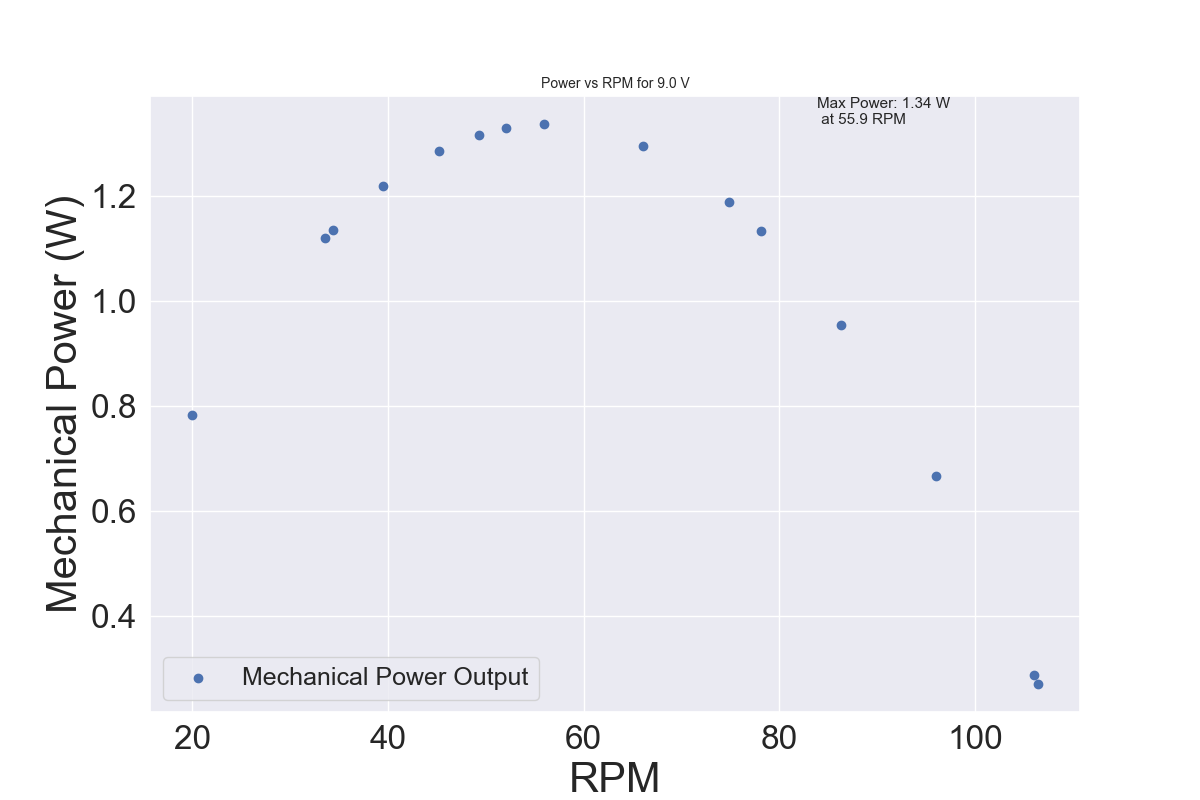 Power vs RPM for 9.0 V
Max Power: 1.34 W
at 55.9 RPM
Mechanical Power (W)
1.2
1.0
0.8
0.6
0.4
Mechanical Power Output
20
40
60
80
100
RPM